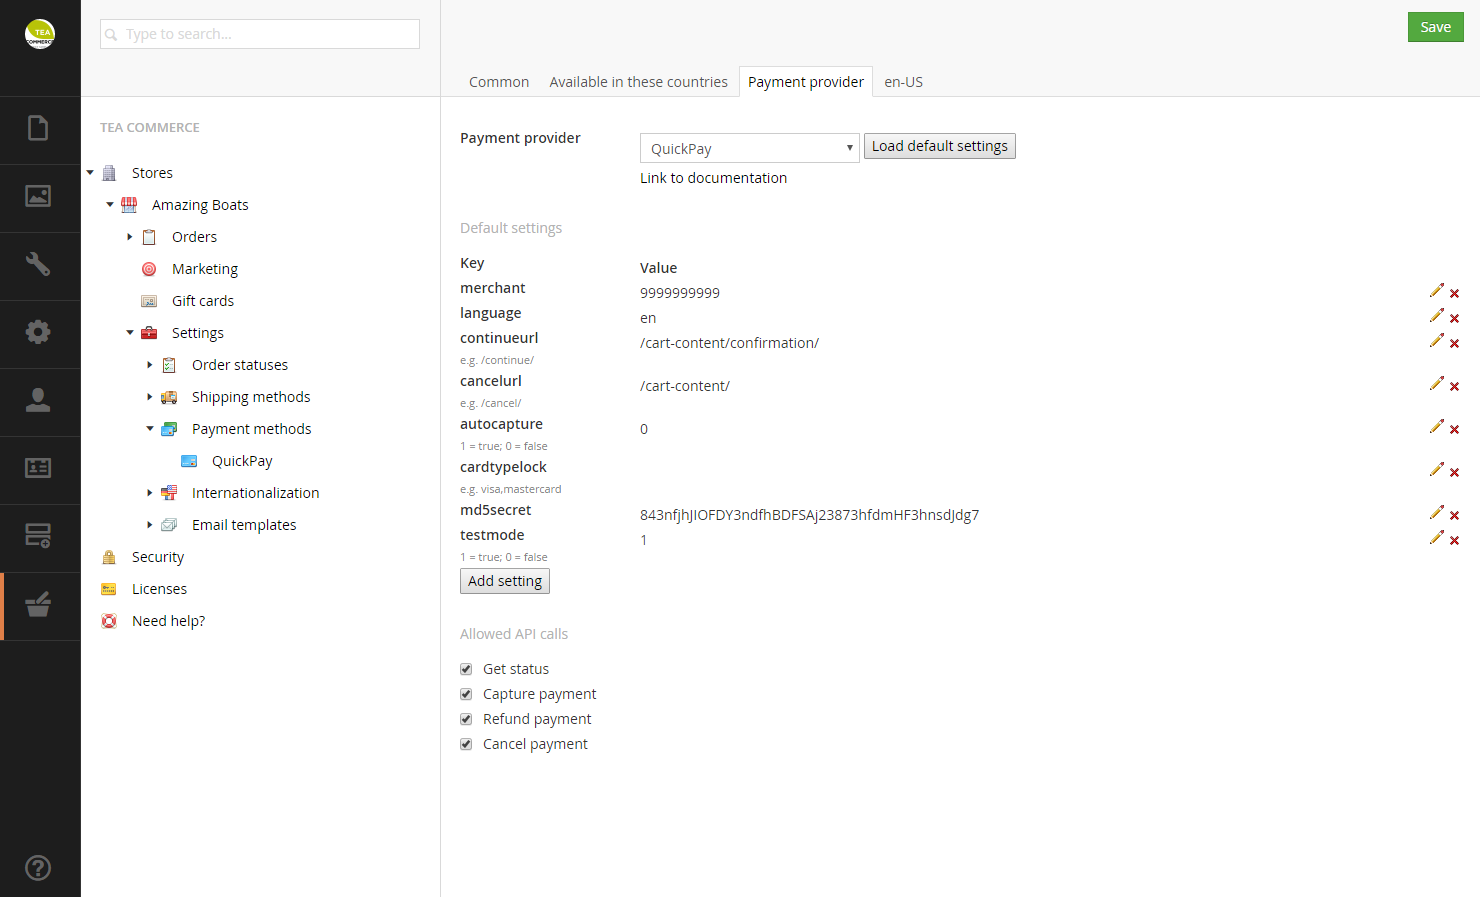 TEA
COMMERCE
Type to search...
Save
Common
Available in these countries
Payment provider
en-US
TEA COMMERCE
Stores
Amazing Boats
Orders
Marketing
Gift cards
Settings
Order statuses
Shipping methods
Payment methods
QuickPay
Internationalization
Email templates
Security
Licenses
Need help?
Payment provider
QuickPay
Load default settings
Link to documentation
Default settings
Key Value
merchant 9999999999
language en
continueurl /cart-content/confirmation/
e.g. /continue/
cancelurl /cart-content/
e.g. /cancel/
autocapture 0
1 = true; 0 = false
cardtypelock
e.g. visa,mastercard
md5secret 843nfjhJIOFDY3ndfhBDFSAj23873hfdmHF3hnsdJdg7
testmode 1
1 = true; 0 = false
Add setting
Allowed API calls
Get status
Capture payment
Refund payment
Cancel payment